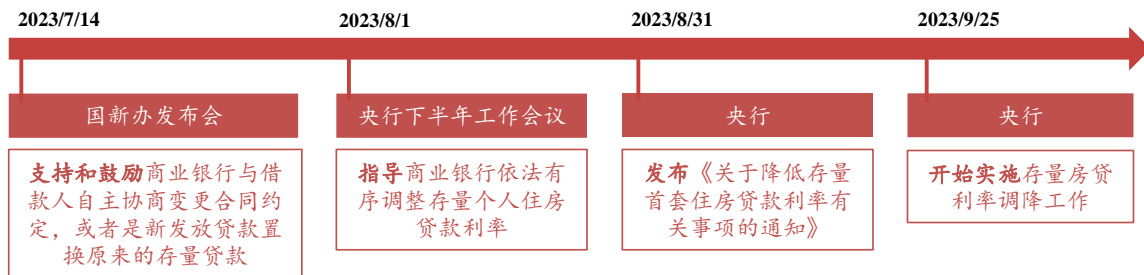 2023/7/14
2023/8/1
2023/8/31
2023/9/25
国新办发布会
央行下半年工作会议
央行
央行
支持和鼓励商业银行与借
款人自主协商变更合同约
定，或者是新发放贷款置
换原来的存量贷款
指导商业银行依法有
序调整存量个人住房
贷款利率
发布《关于降低存量
首套住房贷款利率有
关事项的通知》
开始实施存量房贷
利率调降工作